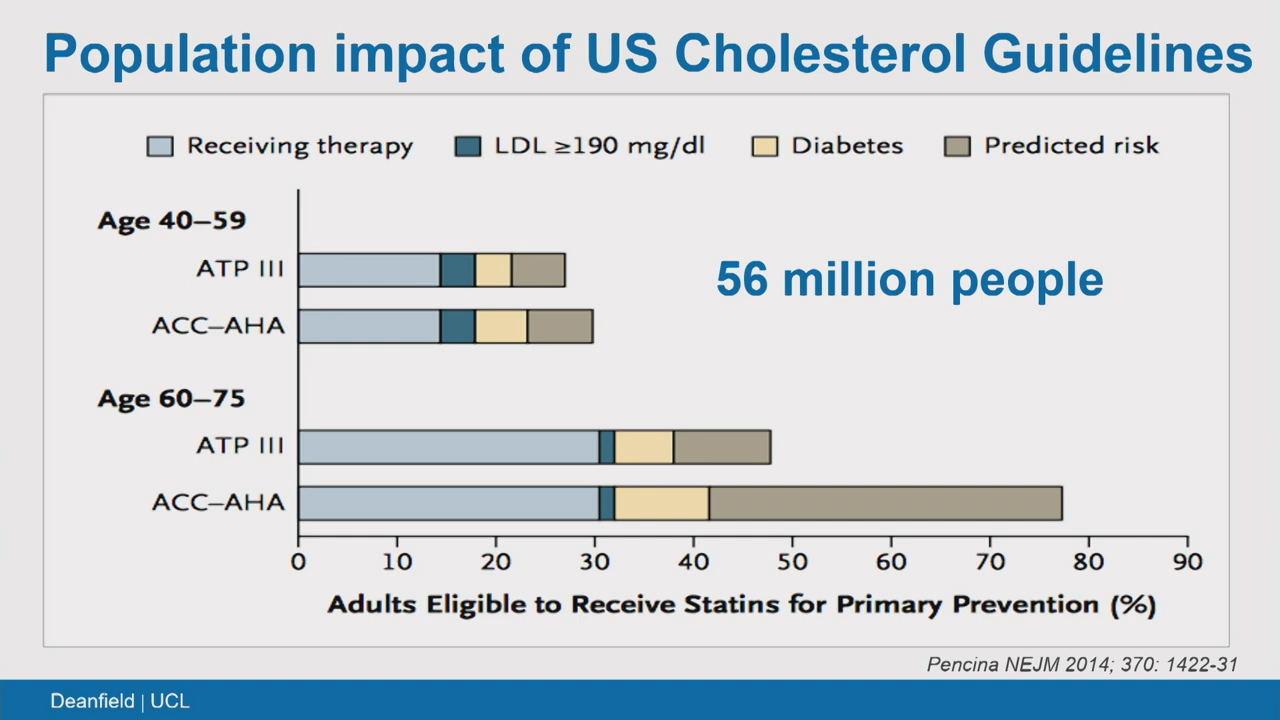 Population impact of US Cholesterol Guidelines
Receiving therapy LDL ≥190 mg/dl Diabetes Predicted risk
Age 40–59
ATP III
56 million people
ACC–AHA
Age 60–75
ATP III
ACC–AHA
0 10 20 30 40 50 60 70 80 90
Adults Eligible to Receive Statins for Primary Prevention (%)
Pencina NEJM 2014; 370: 1422-31
Deanfield | UCL